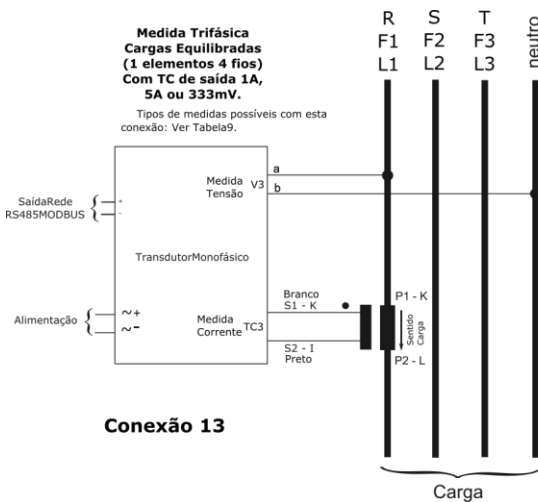 Medida Trifásica
Cargas Equilibradas
(1 elementos 4 fios)
Com TC de saída 1A,
5A ou 333mV.
Tipos de medidas possíveis com esta
conexão: Ver Tabela9.
R S T
F1 F2 F3
L1 L2 L3
neutro
a
Medida V3
Tensão
b
SaídaRede
RS485MODBUS
+
-
TransdutorMonofásico
Alimentação
~+
~-
Medida
Corrente
TC3
Branco
S1 - K
S2 - I
Preto
P1 - K
Sentido
Carga
P2 - L
Conexão 13
Carga